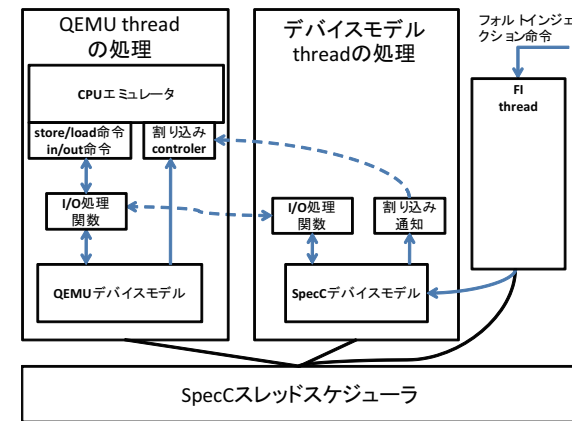 QEMU thread
の処理
CPUエミュレータ
store/load命令
in/out命令
割り込み
controler
I/O処理
関数
QEMUデバイスモデル
デバイスモデル
threadの処理
I/O処理
関数
割り込み
通知
SpecCデバイスモデル
フォルトインジェ
クション命令
FI
thread
SpecCスレッドスケジューラ